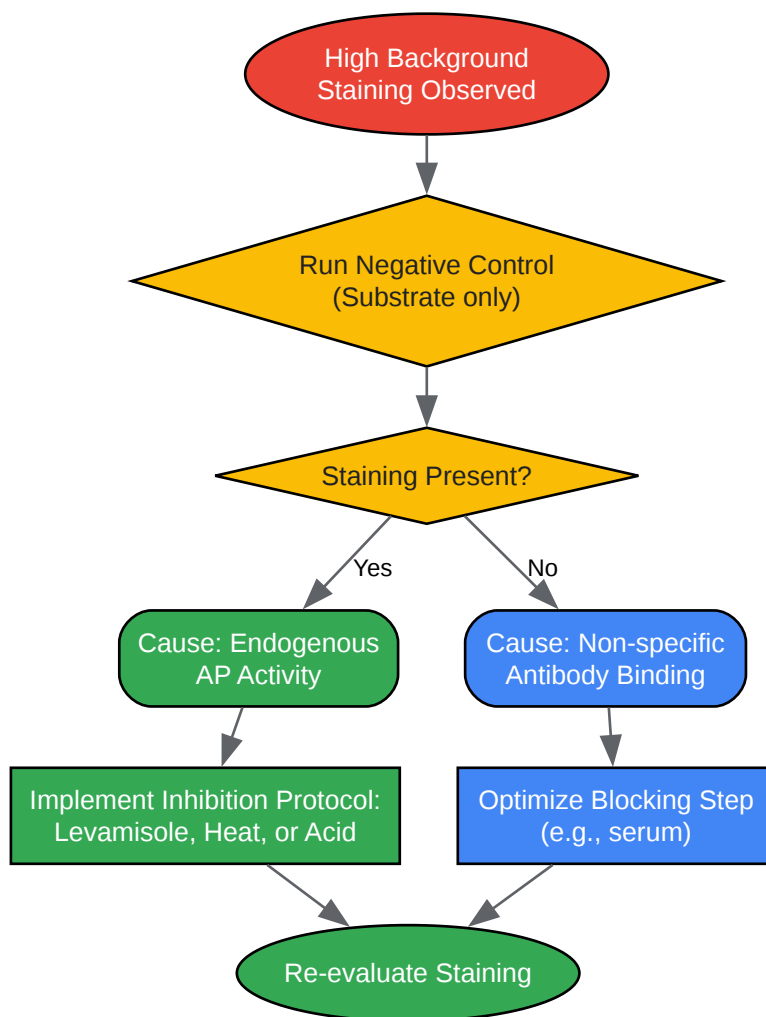 High Background
Staining Observed
Run Negative Control
(Substrate only)
Staining Present?
Yes
No
Cause: Endogenous
AP Activity
Cause: Non-specific
Antibody Binding
Implement Inhibition Protocol:
Levamisole, Heat, or Acid
Optimize Blocking Step
(e.g., serum)
Re-evaluate Staining